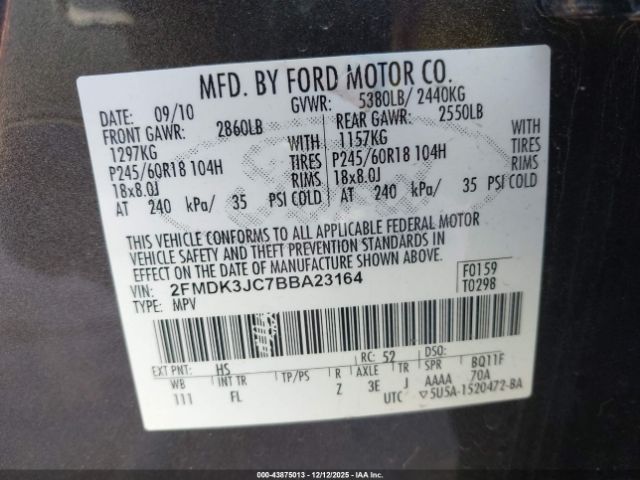 MFD. BY FORD MOTOR CO.
DATE: 09/10 GVWR: 5380LB/ 2440KG
FRONT GAWR: 2860LB REAR GAWR: 2550LB
1297KG WITH 1157KG WITH
P245/60R18 104H TIRES P245/60R18 104H TIRES
18x8.0J RIMS 18x8.0J RIMS
AT 240 kPa/ 35 PSI COLD AT 240 kPa/ 35 PSI COLD
THIS VEHICLE CONFORMS TO ALL APPLICABLE FEDERAL MOTOR
VEHICLE SAFETY AND THEFT PREVENTION STANDARDS IN
EFFECT ON THE DATE OF MANUFACTURE SHOWN ABOVE.
VIN: 2FMDK3JC7BBA23164 F0159
TYPE: MPV T0298
EXT PNT: HS RC: 52 DSO:
WB INT TR TP/PS R AXLE TR SPR BQ11F
111 FL Z 3E J AAAA 70A
UTC ▽5U5A-1520472-BA
000-43875013 - 12/12/2025 - IAAI.COM